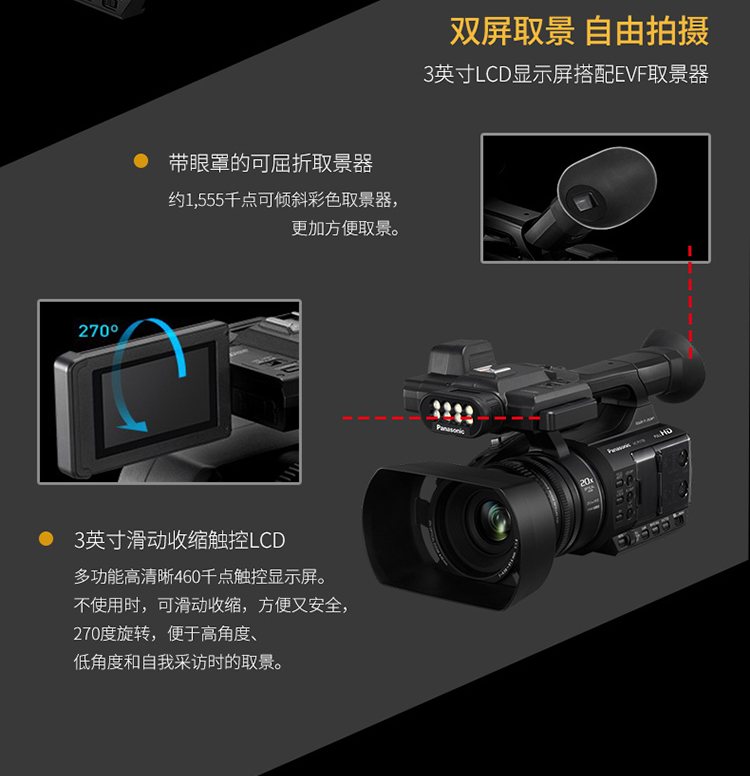 双屏取景 自由拍摄
3英寸LCD显示屏搭配EVF取景器
带眼罩的可屈折取景器
约1,555千点可倾斜彩色取景器，
更加方便取景。
270º
Panasonic
Panasonic
FULL HD
20x
3英寸滑动收缩触控LCD
多功能高清晰460千点触控显示屏。
不使用时，可滑动收缩，方便又安全，
270度旋转，便于高角度、
低角度和自我采访时的取景。